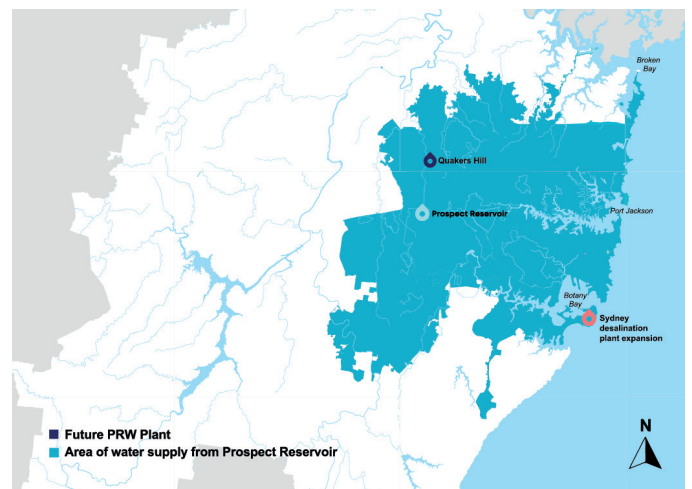 Broken
Bay
Quakers Hill
Prospect Reservoir
Port Jackson
Botany
Bay
Sydney
desalination
plant expansion
Future PRW Plant
Area of water supply from Prospect Reservoir
N